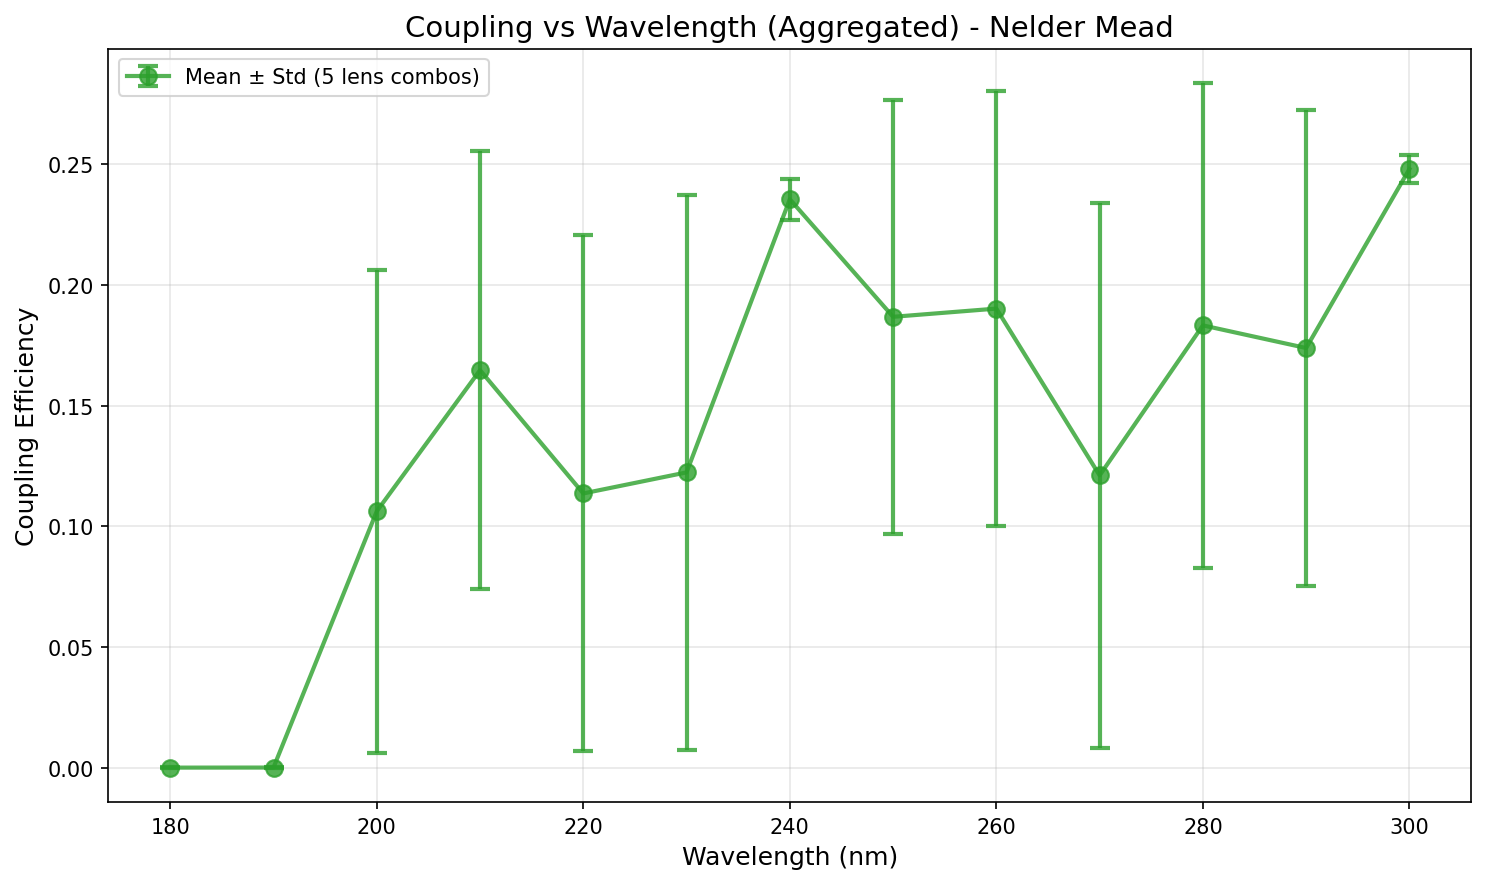 Coupling vs Wavelength (Aggregated) - Nelder Mead
Mean ± Std (5 lens combos)
Coupling Efficiency
0.25
0.20
0.15
0.10
0.05
0.00
180 200 220 240 260 280 300
Wavelength (nm)